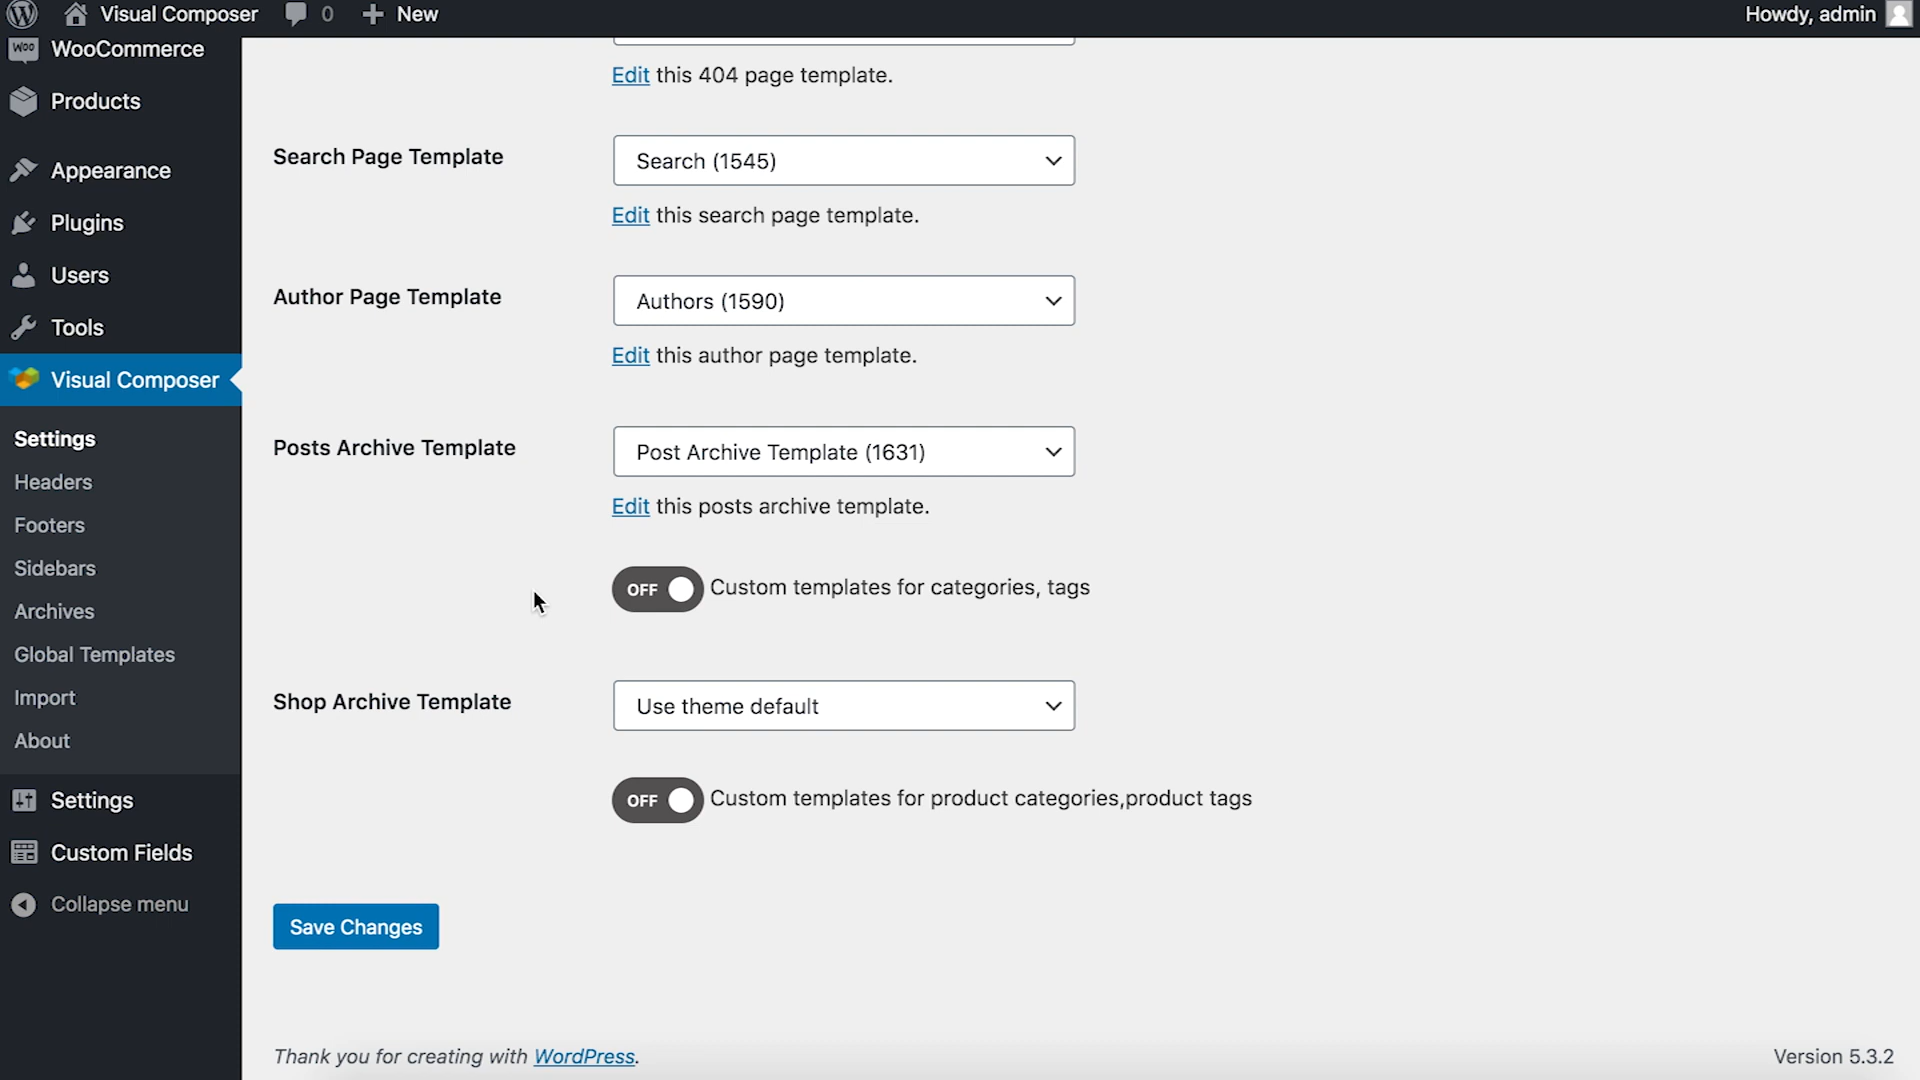 Visual Composer 0 New Howdy, admin
Woo WooCommerce
Products
Appearance
Plugins
Users
Tools
Visual Composer
Settings
Headers
Footers
Sidebars
Archives
Global Templates
Import
About
Settings
Custom Fields
Collapse menu
Edit this 404 page template.
Search Page Template Search (1545)
Edit this search page template.
Author Page Template Authors (1590)
Edit this author page template.
Posts Archive Template Post Archive Template (1631)
Edit this posts archive template.
OFF Custom templates for categories, tags
Shop Archive Template Use theme default
OFF Custom templates for product categories,product tags
Save Changes
Thank you for creating with WordPress. Version 5.3.2